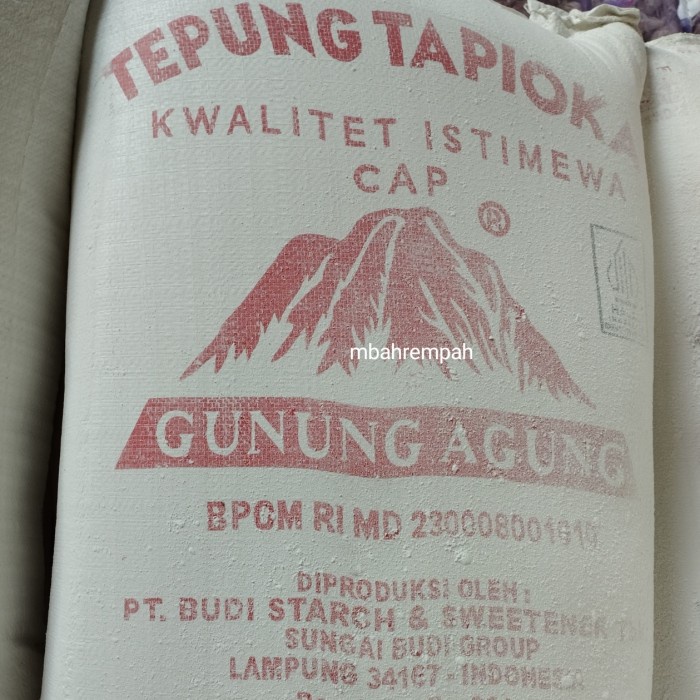 TEPUNG TAPIOKA
KWALITET ISTIMEWA
CAP
®
mbahrempah
GUNUNG AGUNG
BPOM RI MD
DIPRODUKSI OLEH :
PT. BUDI STARCH & SWEETENER
SUNGAI BUDI GROUP
LAMPUNG 34167 - INDONESIA